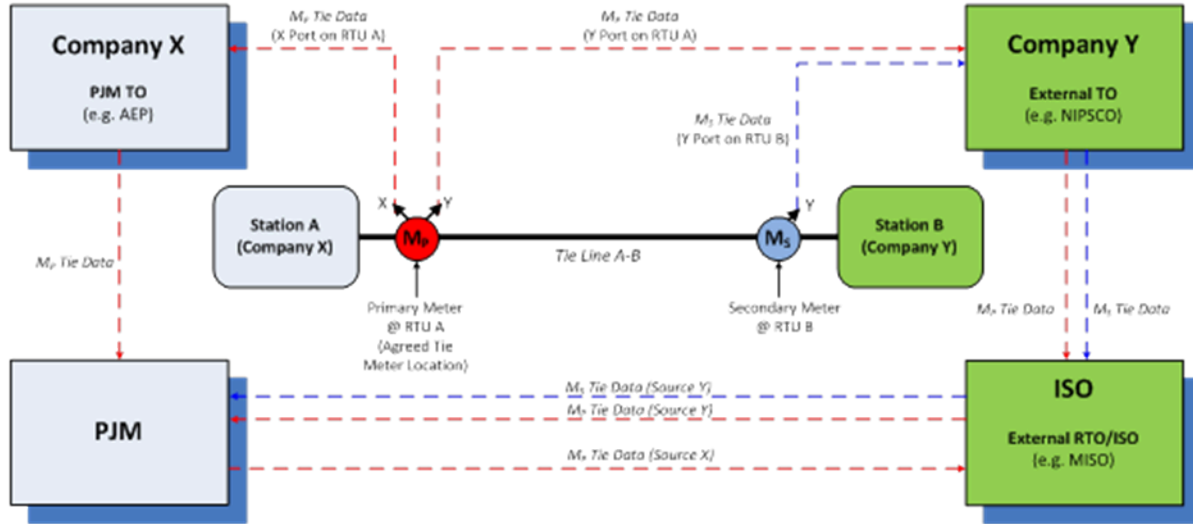 Mₚ Tie Data
(X Port on RTU A)
Mₚ Tie Data
(Y Port on RTU A)
Company X
PJM TO
(e.g. AEP)
Company Y
External TO
(e.g. NIPSCO)
Mₛ Tie Data
(Y Port on RTU B)
X
Y
Y
Station A
(Company X)
Mₚ
Mₛ
Station B
(Company Y)
Tie Line A-B
Mₚ Tie Data
Primary Meter
@ RTU A
(Agreed Tie
Meter Location)
Secondary Meter
@ RTU B
Mₚ Tie Data
Mₛ Tie Data
PJM
Mₛ Tie Data (Source Y)
Mₚ Tie Data (Source Y)
Mₚ Tie Data (Source X)
ISO
External RTO/ISO
(e.g. MISO)